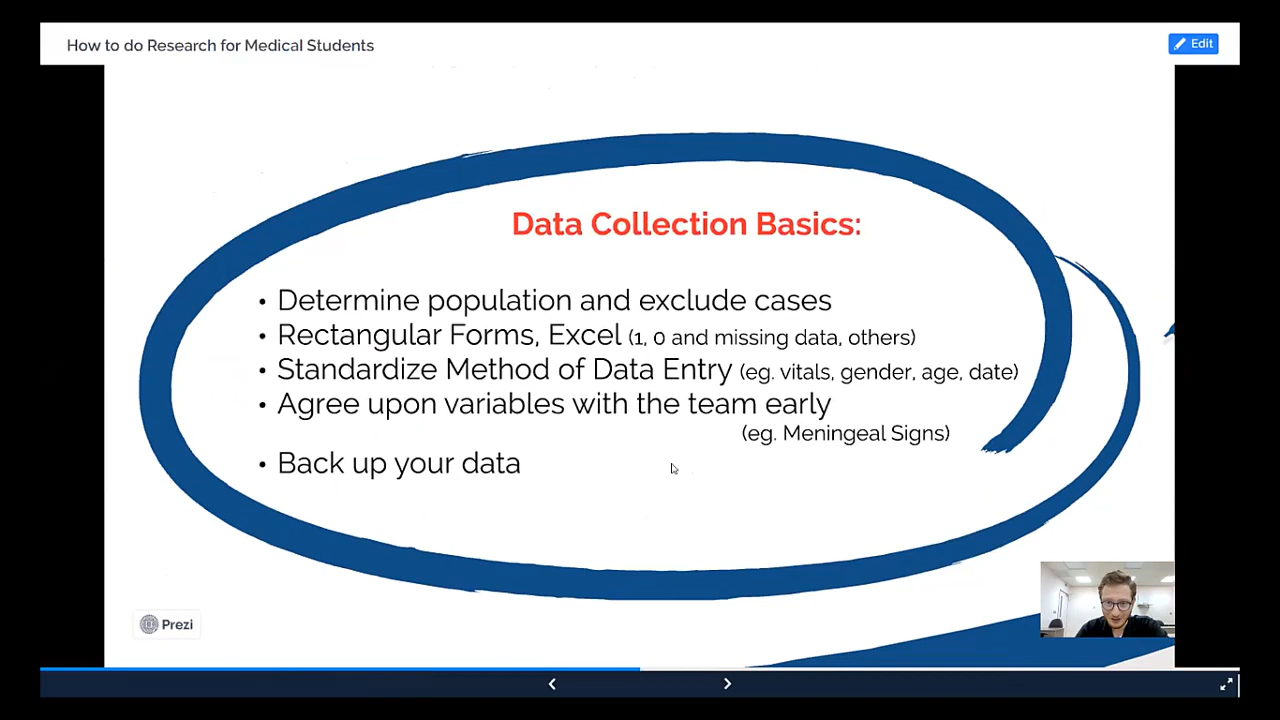 How to do Research for Medical Students
Edit
Data Collection Basics:
• Determine population and exclude cases
• Rectangular Forms, Excel (1, 0 and missing data, others)
• Standardize Method of Data Entry (eg. vitals, gender, age, date)
• Agree upon variables with the team early
(eg. Meningeal Signs)
• Back up your data
Prezi